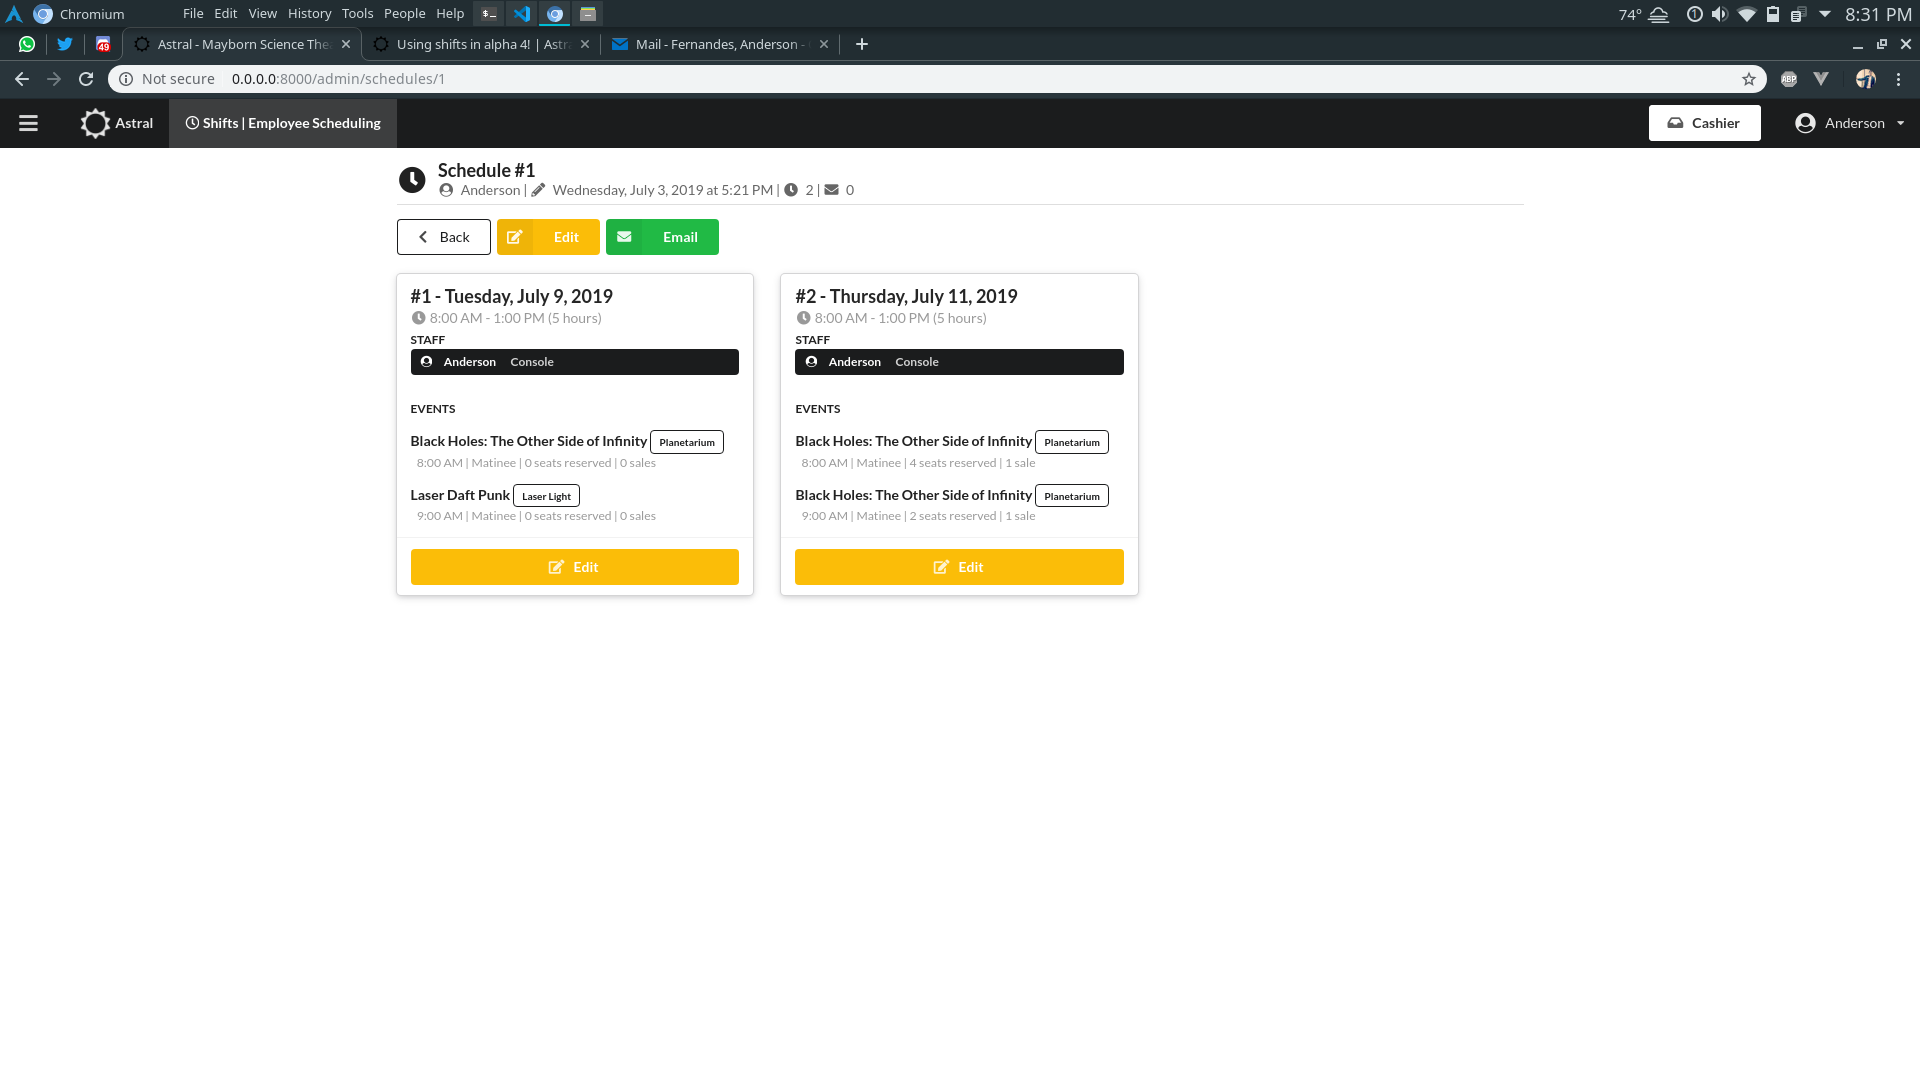 Chromium File Edit View History Tools People Help 74° 8:31 PM
49 Astral - Mayborn Science The Using shifts in alpha 4! | Astr Mail - Fernandes, Anderson -
Not secure 0.0.0.0:8000/admin/schedules/1 ABP
Astral Shifts | Employee Scheduling Cashier Anderson
Schedule #1
Anderson | Wednesday, July 3, 2019 at 5:21 PM | 2 | 0
Back Edit Email
#1 - Tuesday, July 9, 2019
8:00 AM - 1:00 PM (5 hours)
STAFF
Anderson Console
EVENTS
Black Holes: The Other Side of Infinity Planetarium
8:00 AM | Matinee | 0 seats reserved | 0 sales
Laser Daft Punk Laser Light
9:00 AM | Matinee | 0 seats reserved | 0 sales
Edit
#2 - Thursday, July 11, 2019
8:00 AM - 1:00 PM (5 hours)
STAFF
Anderson Console
EVENTS
Black Holes: The Other Side of Infinity Planetarium
8:00 AM | Matinee | 4 seats reserved | 1 sale
Black Holes: The Other Side of Infinity Planetarium
9:00 AM | Matinee | 2 seats reserved | 1 sale
Edit